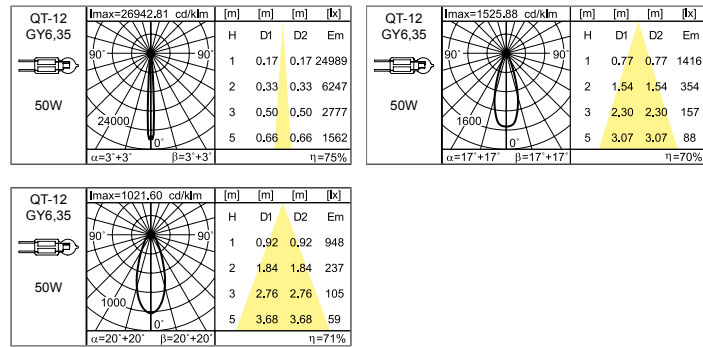 QT-12
GY6,35
50W
Imax=26942.81 cd/klm
90° 90°
24000
0°
α=3°+3° β=3°+3°
[m] [m] [m] [lx]
H D1 D2 Em
1 0.17 0.17 24989
2 0.33 0.33 6247
3 0.50 0.50 2777
5 0.66 0.66 1562
η=75%
QT-12
GY6,35
50W
Imax=1525.88 cd/klm
90° 90°
1600
0°
α=17°+17° β=17°+17°
[m] [m] [m] [lx]
H D1 D2 Em
1 0.77 0.77 1416
2 1.54 1.54 354
3 2.30 2.30 157
5 3.07 3.07 88
η=70%
QT-12
GY6,35
50W
Imax=1021.60 cd/klm
90° 90°
1000
0°
α=20°+20° β=20°+20°
[m] [m] [m] [lx]
H D1 D2 Em
1 0.92 0.92 948
2 1.84 1.84 237
3 2.76 2.76 105
5 3.68 3.68 59
η=71%